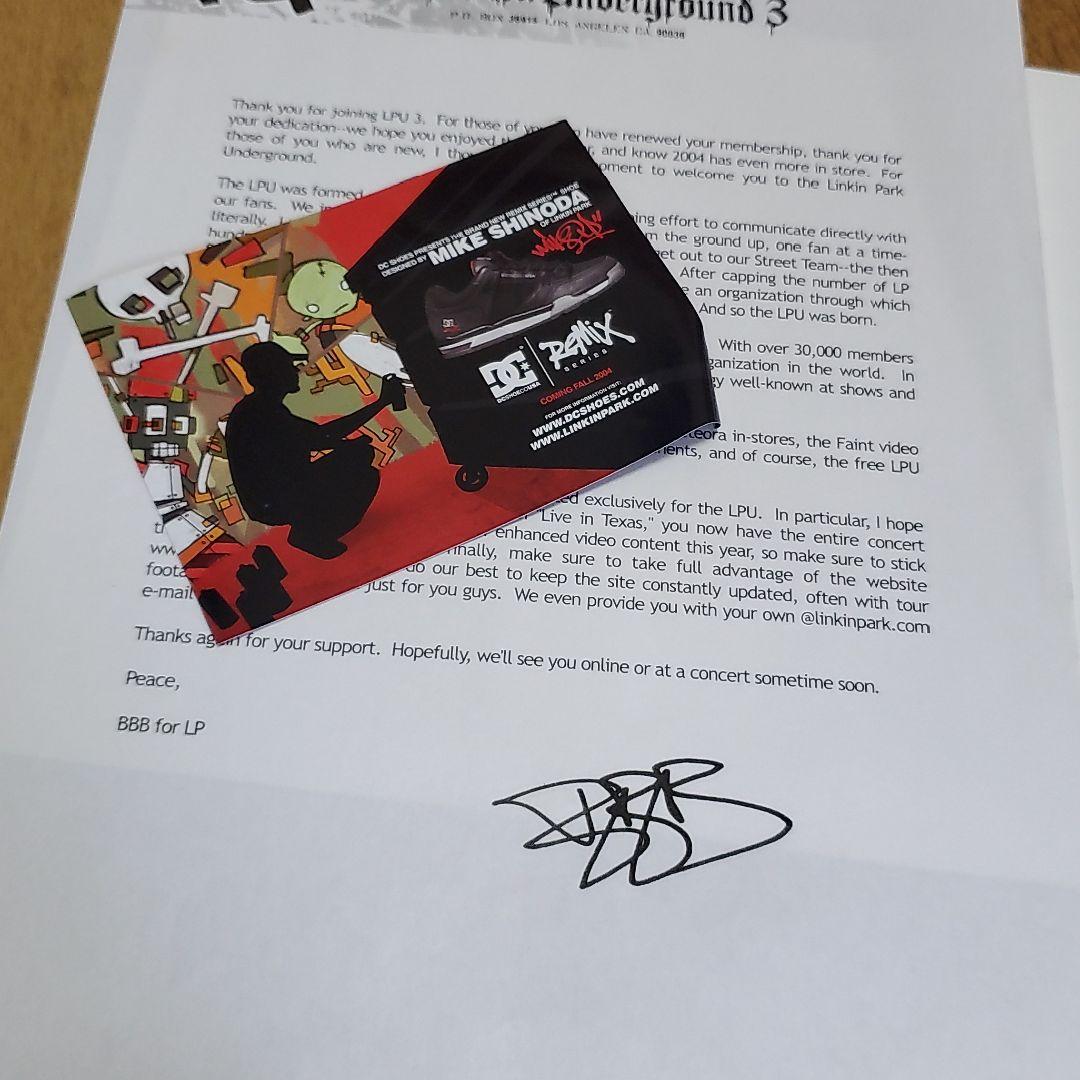 Underground 3
P.O. BOX LOS ANGELES CA 90036
Thank you for joining LPU 3. For those of have renewed your membership, thank you for
your dedication--we hope you enjoyed and know 2004 has even more in store. For
those of you who are new, I to welcome you to the Linkin Park
Underground.
The LPU was formed effort to communicate directly with
our fans. We the ground up, one fan at a time-
literally. out to our Street Team--the then
After capping the number of LP
an organization through which
And so the LPU was born.
With over 30,000 members
in the world. In
well-known at shows and
in-stores, the Faint video
and of course, the free LPU
exclusively for the LPU. In particular, I hope
"Live in Texas," you now have the entire concert
enhanced video content this year, so make sure to stick
make sure to take full advantage of the website
our best to keep the site constantly updated, often with tour
e-mail just for you guys. We even provide you with your own @linkinpark.com
Thanks again for your support. Hopefully, we'll see you online or at a concert sometime soon.
Peace,
BBB for LP
BBB
DC SHOES PRESENTS THE BRAND NEW REMIX SERIES™ SHOE
DESIGNED BY MIKE SHINODA
OF LINKIN PARK
DC
DCSHOECOUSA
REMIX
SERIES
COMING FALL 2004
FOR MORE INFORMATION VISIT:
WWW.DCSHOES.COM
WWW.LINKINPARK.COM